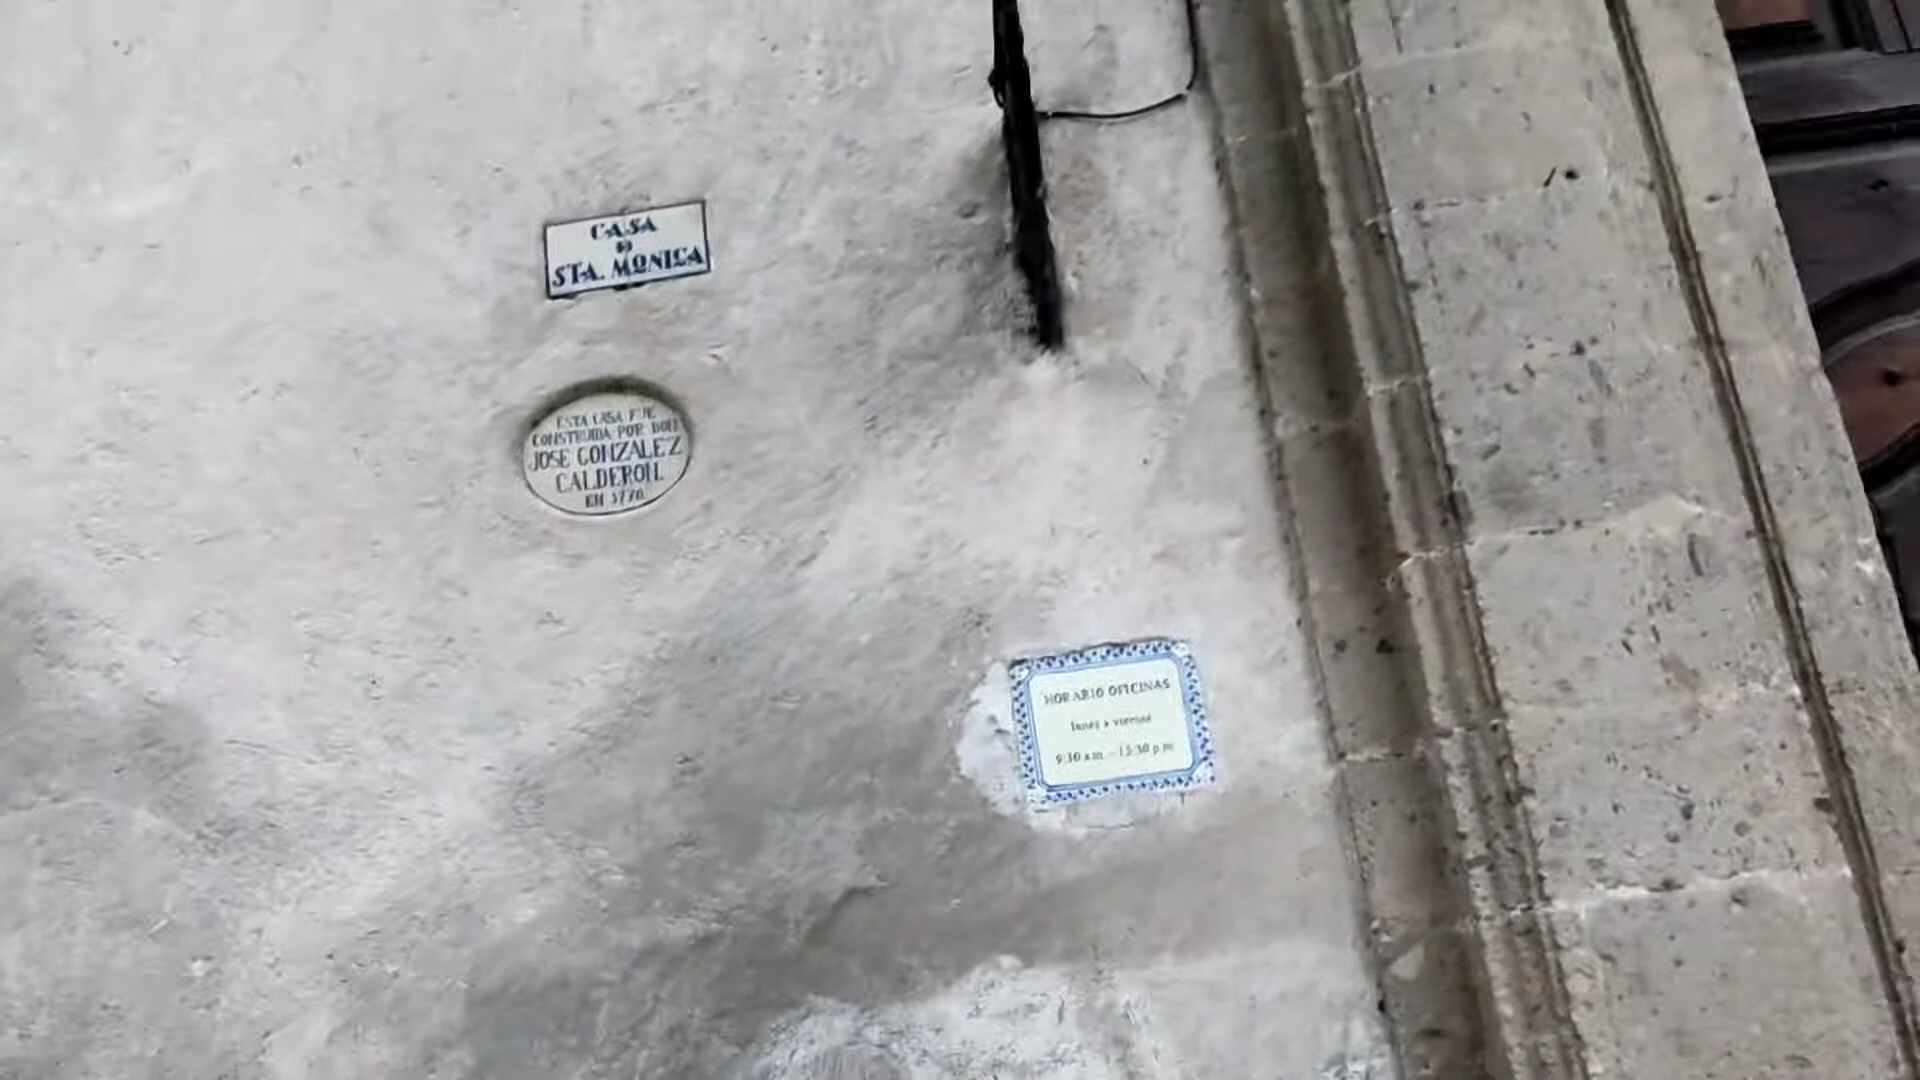 CASA
D
STA. MONICA
ESTA CASA FUE
CONSTRUIDA POR DON
JOSE GONZALEZ
CALDERON.
EN 1770
HORARIO OFICINAS
lunes a viernes
9:30 a.m. - 15:30 p.m